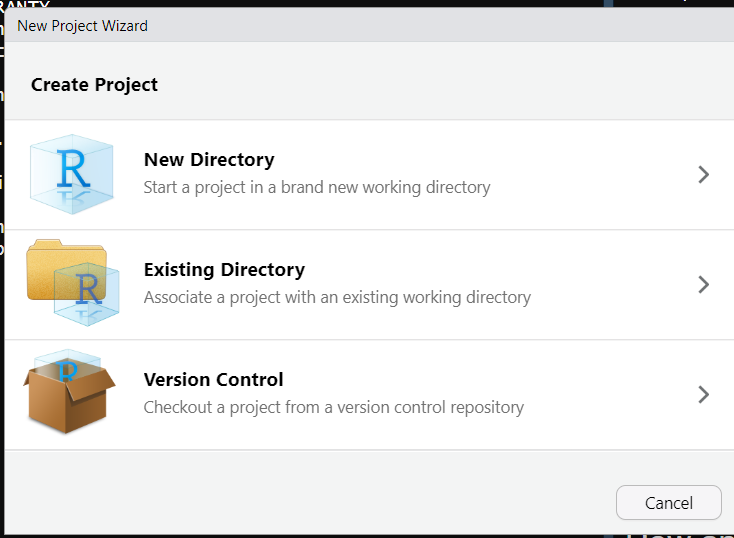 RANTY
New Project Wizard
Create Project
R
New Directory
Start a project in a brand new working directory
R
Existing Directory
Associate a project with an existing working directory
R
Version Control
Checkout a project from a version control repository
Cancel